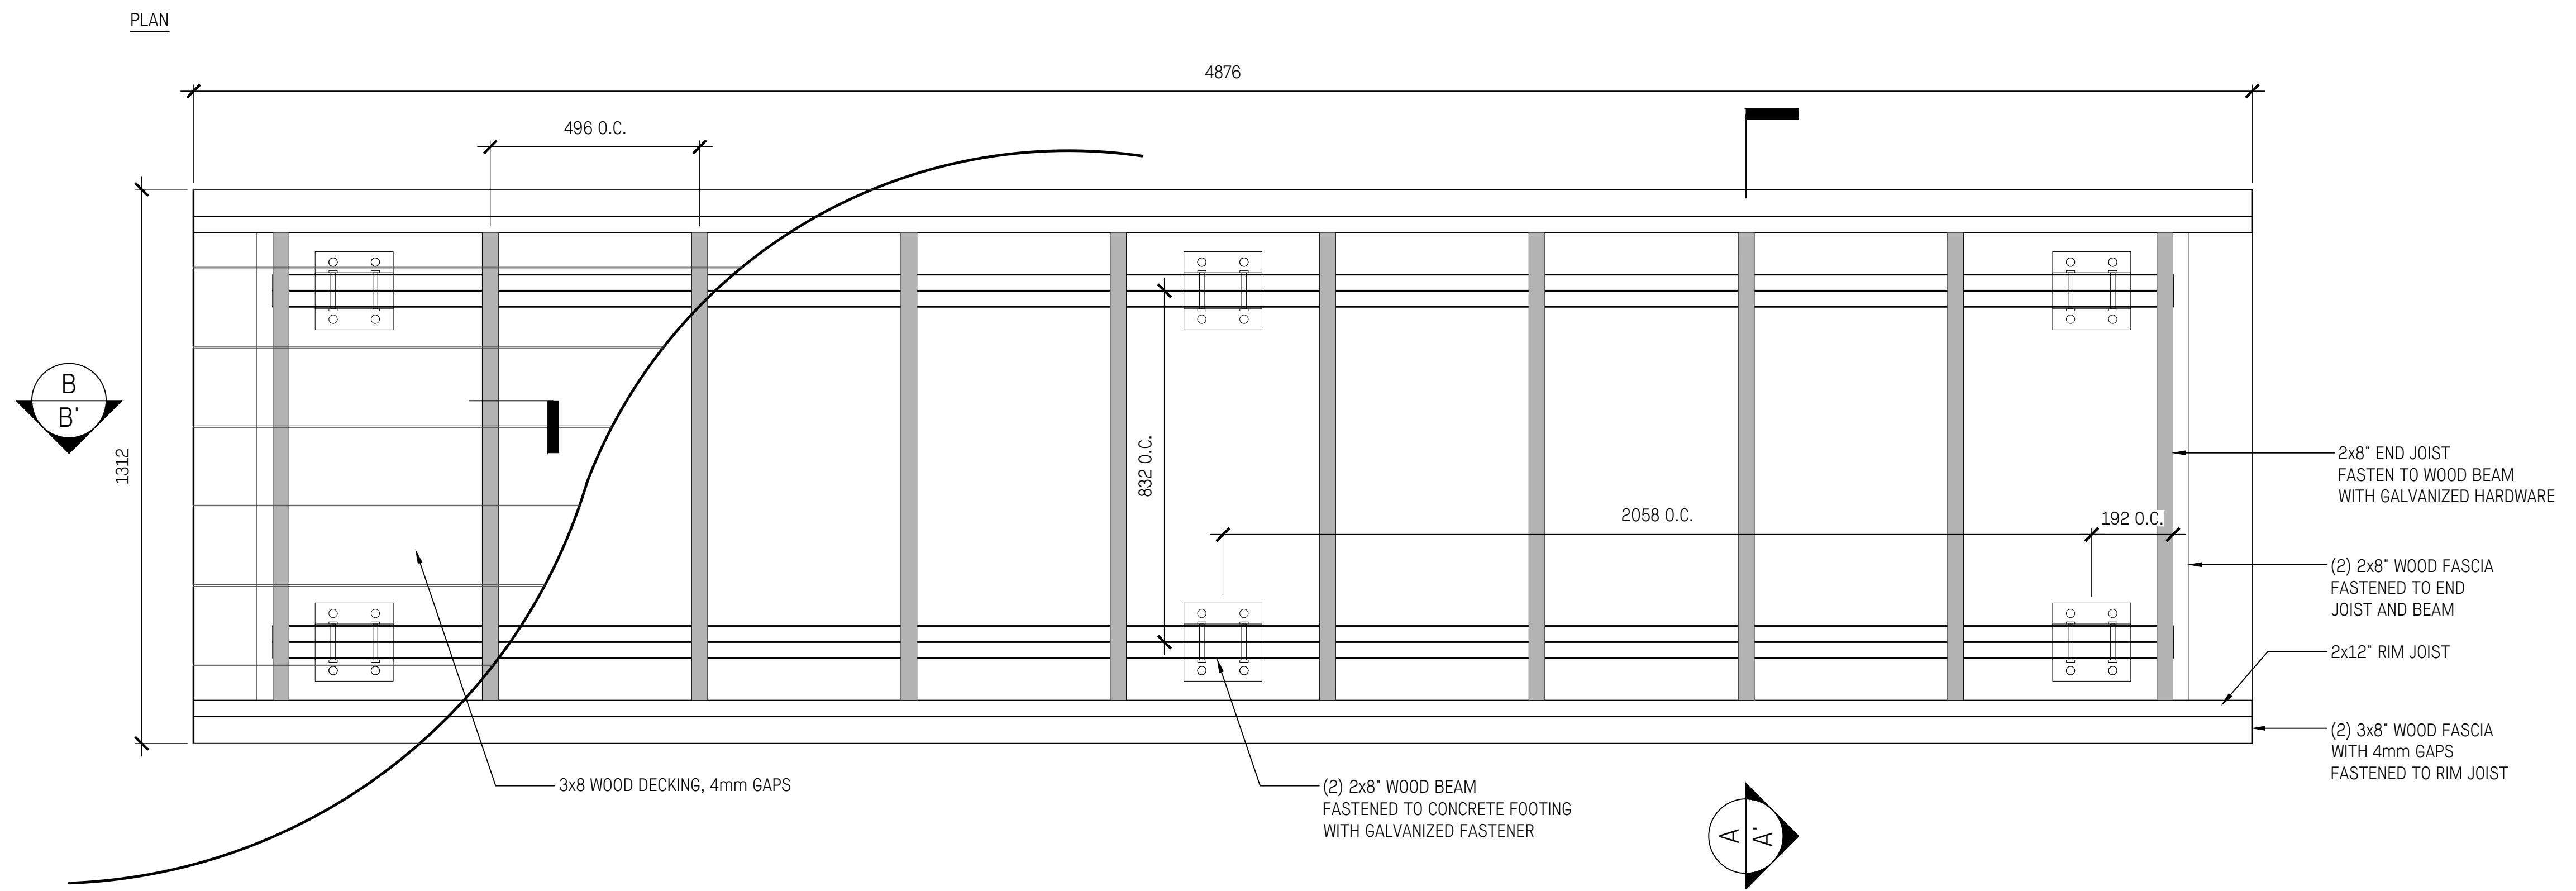 PLAN
4876
496 O.C.
B
B'
1312
832 O.C.
2058 O.C.
192 O.C.
2x8" END JOIST
FASTEN TO WOOD BEAM
WITH GALVANIZED HARDWARE
(2) 2x8" WOOD FASCIA
FASTENED TO END
JOIST AND BEAM
2x12" RIM JOIST
(2) 3x8" WOOD FASCIA
WITH 4mm GAPS
FASTENED TO RIM JOIST
3x8 WOOD DECKING, 4mm GAPS
(2) 2x8" WOOD BEAM
FASTENED TO CONCRETE FOOTING
WITH GALVANIZED FASTENER
A
A'